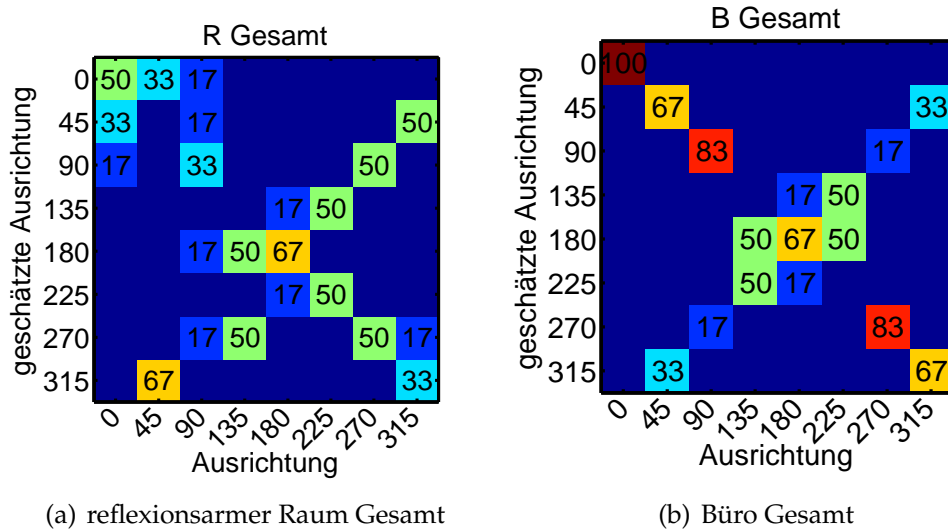 R Gesamt
geschätzte Ausrichtung
0 50 33 17
45 33 17 50
90 17 33 50
135 17 50
180 17 50 67
225 17 50
270 17 50 50 17
315 67 33
0 45 90 135 180 225 270 315
Ausrichtung
(a) reflexionsarmer Raum Gesamt
B Gesamt
geschätzte Ausrichtung
0 100
45 67 33
90 83 17
135 17 50
180 50 67 50
225 50 17
270 17 83
315 33 67
0 45 90 135 180 225 270 315
Ausrichtung
(b) Büro Gesamt